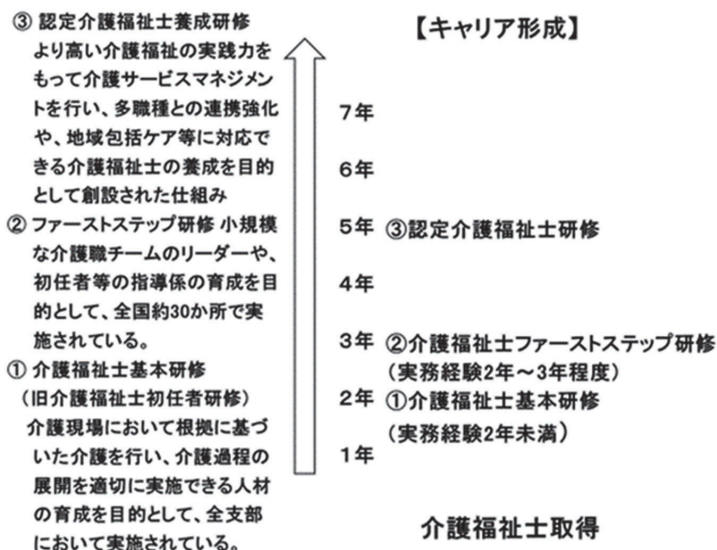 ③ 認定介護福祉士養成研修
より高い介護福祉の実践力を
もって介護サービスマネジメン
トを行い、多職種との連携強化
や、地域包括ケア等に対応で
きる介護福祉士の養成を目的
として創設された仕組み
② ファーストステップ研修 小規模
な介護職チームのリーダーや、
初任者等の指導係の育成を目
的として、全国約30か所で実
施されている。
① 介護福祉士基本研修
（旧介護福祉士初任者研修）
介護現場において根拠に基づ
いた介護を行い、介護過程の
展開を適切に実施できる人材
の育成を目的として、全支部
において実施されている。
【キャリア形成】
7年
6年
5年 ③認定介護福祉士研修
4年
3年 ②介護福祉士ファーストステップ研修
（実務経験2年～3年程度）
2年 ①介護福祉士基本研修
（実務経験2年未満）
1年
介護福祉士取得